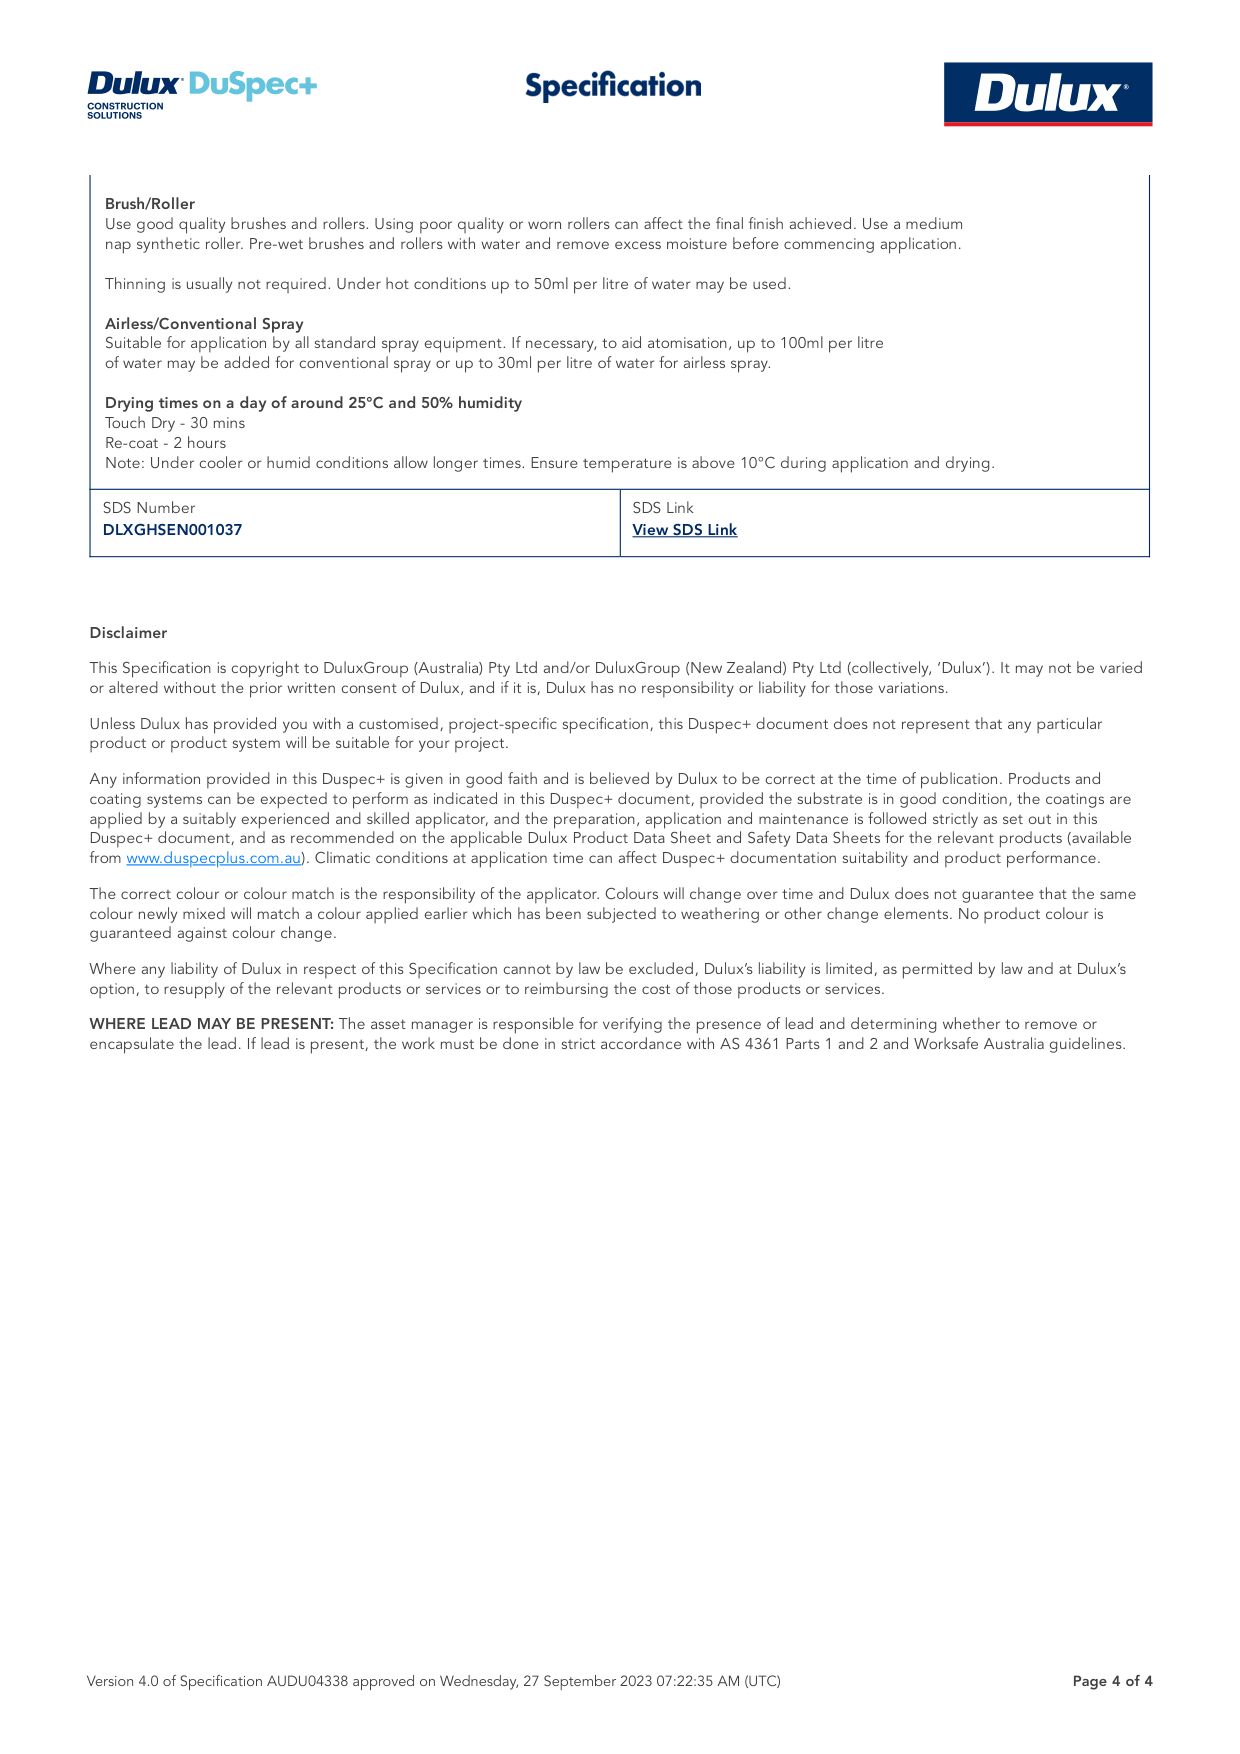 Dulux DuSpec+
CONSTRUCTION
SOLUTIONS
Specification
Dulux®
Brush/Roller
Use good quality brushes and rollers. Using poor quality or worn rollers can affect the final finish achieved. Use a medium
nap synthetic roller. Pre-wet brushes and rollers with water and remove excess moisture before commencing application.
Thinning is usually not required. Under hot conditions up to 50ml per litre of water may be used.
Airless/Conventional Spray
Suitable for application by all standard spray equipment. If necessary, to aid atomisation, up to 100ml per litre
of water may be added for conventional spray or up to 30ml per litre of water for airless spray.
Drying times on a day of around 25°C and 50% humidity
Touch Dry - 30 mins
Re-coat - 2 hours
Note: Under cooler or humid conditions allow longer times. Ensure temperature is above 10°C during application and drying.
SDS Number
DLXGHSEN001037
SDS Link
View SDS Link
Disclaimer
This Specification is copyright to DuluxGroup (Australia) Pty Ltd and/or DuluxGroup (New Zealand) Pty Ltd (collectively, ‘Dulux’). It may not be varied
or altered without the prior written consent of Dulux, and if it is, Dulux has no responsibility or liability for those variations.
Unless Dulux has provided you with a customised, project-specific specification, this Duspec+ document does not represent that any particular
product or product system will be suitable for your project.
Any information provided in this Duspec+ is given in good faith and is believed by Dulux to be correct at the time of publication. Products and
coating systems can be expected to perform as indicated in this Duspec+ document, provided the substrate is in good condition, the coatings are
applied by a suitably experienced and skilled applicator, and the preparation, application and maintenance is followed strictly as set out in this
Duspec+ document, and as recommended on the applicable Dulux Product Data Sheet and Safety Data Sheets for the relevant products (available
from www.duspecplus.com.au). Climatic conditions at application time can affect Duspec+ documentation suitability and product performance.
The correct colour or colour match is the responsibility of the applicator. Colours will change over time and Dulux does not guarantee that the same
colour newly mixed will match a colour applied earlier which has been subjected to weathering or other change elements. No product colour is
guaranteed against colour change.
Where any liability of Dulux in respect of this Specification cannot by law be excluded, Dulux’s liability is limited, as permitted by law and at Dulux’s
option, to resupply of the relevant products or services or to reimbursing the cost of those products or services.
WHERE LEAD MAY BE PRESENT: The asset manager is responsible for verifying the presence of lead and determining whether to remove or
encapsulate the lead. If lead is present, the work must be done in strict accordance with AS 4361 Parts 1 and 2 and Worksafe Australia guidelines.
Version 4.0 of Specification AUDU04338 approved on Wednesday, 27 September 2023 07:22:35 AM (UTC)
Page 4 of 4